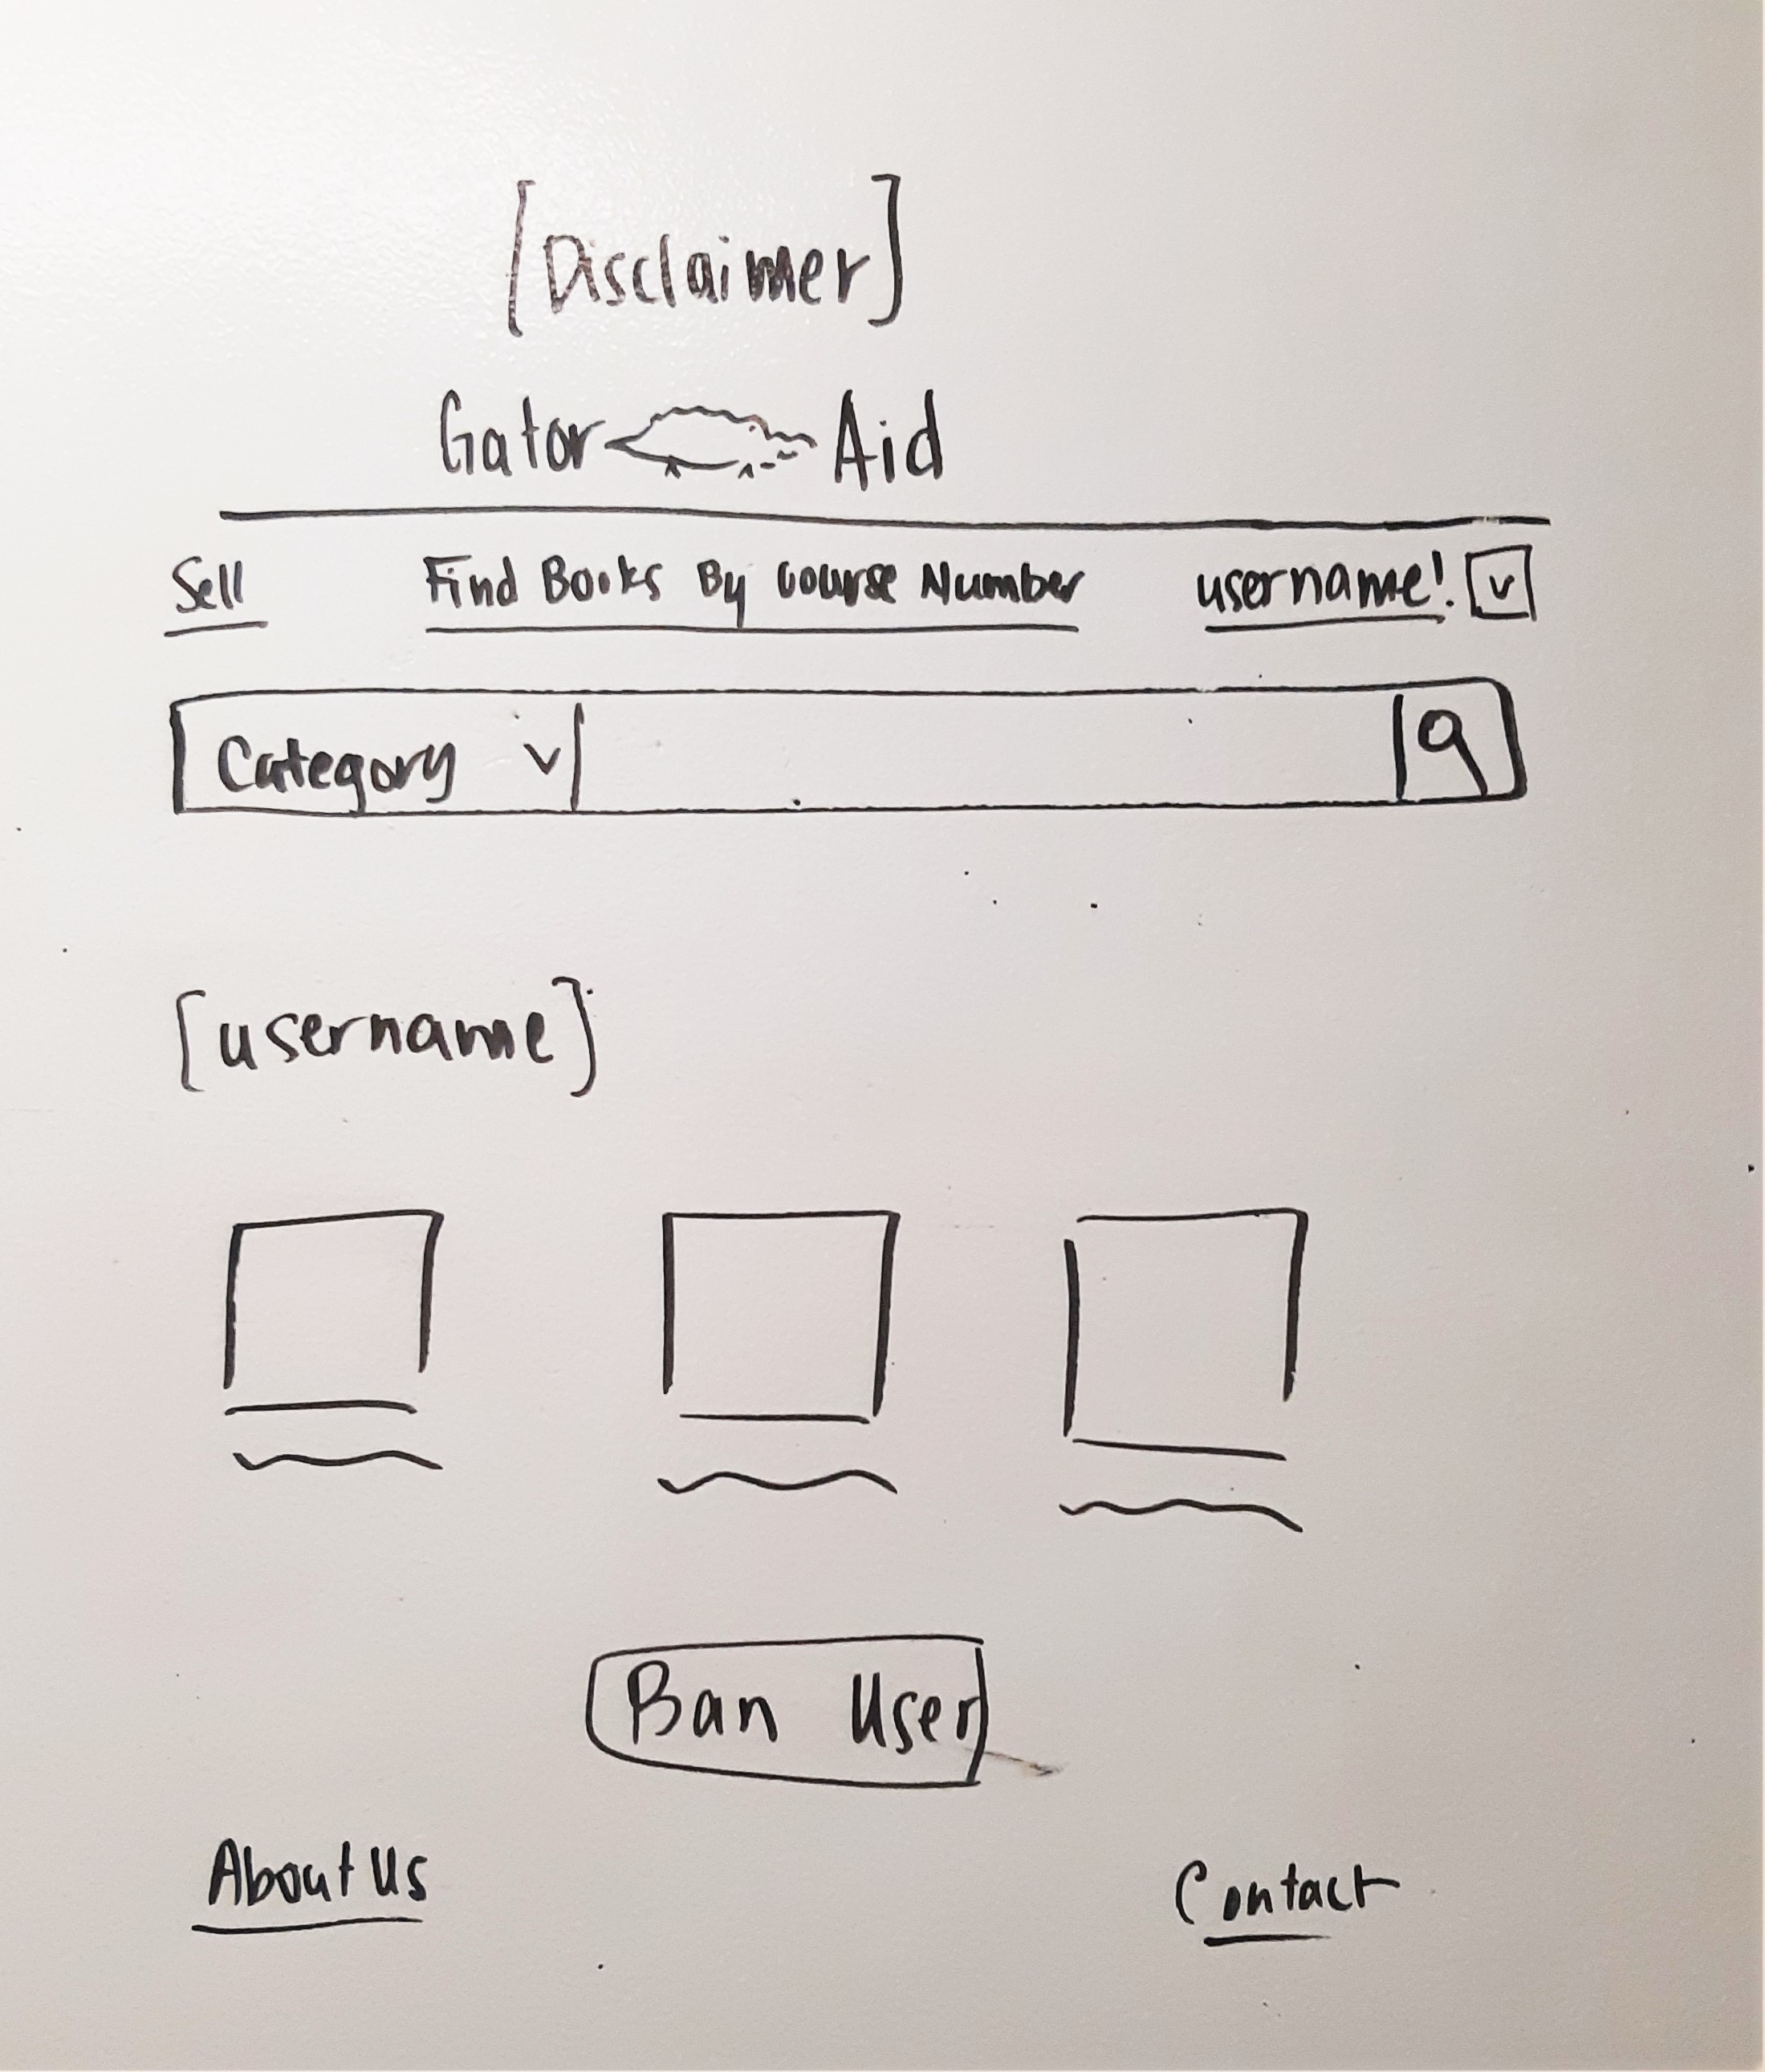 [Disclaimer]
Gator Aid
Sell Find Books By Course Number username! v
Category v
[username]
Ban User
About Us Contact